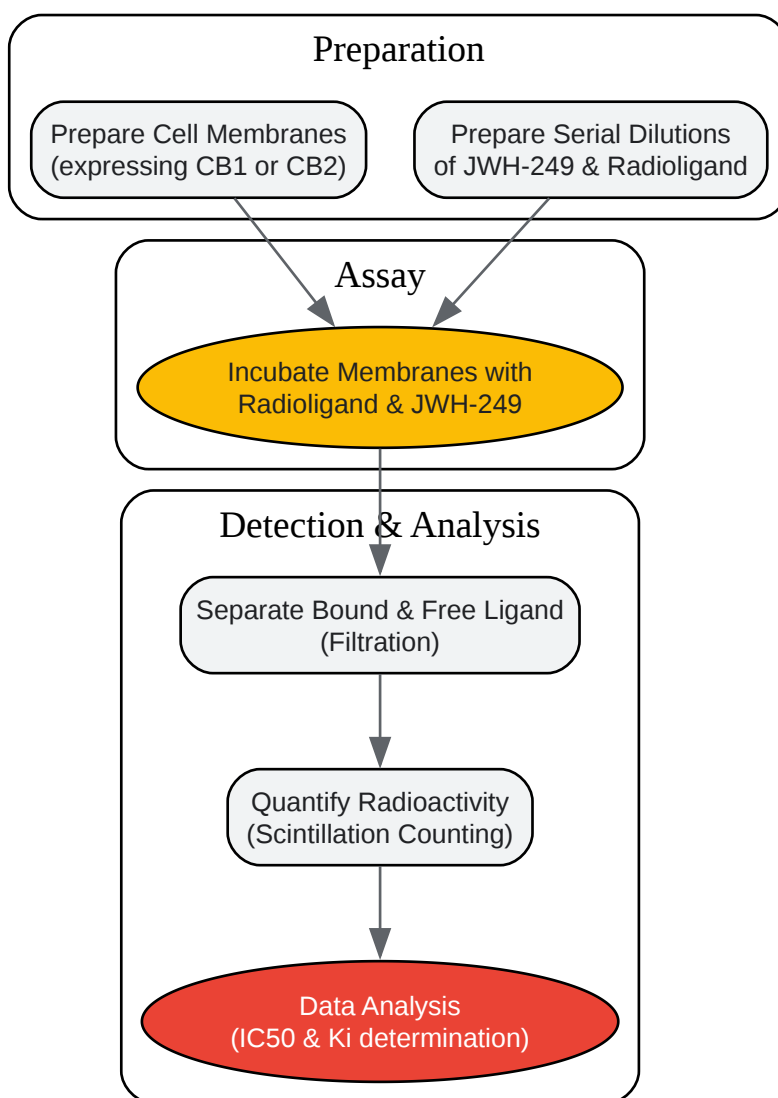 Preparation
Prepare Cell Membranes
(expressing CB1 or CB2)
Prepare Serial Dilutions
of JWH-249 & Radioligand
Assay
Incubate Membranes with
Radioligand & JWH-249
Detection & Analysis
Separate Bound & Free Ligand
(Filtration)
Quantify Radioactivity
(Scintillation Counting)
Data Analysis
(IC50 & Ki determination)